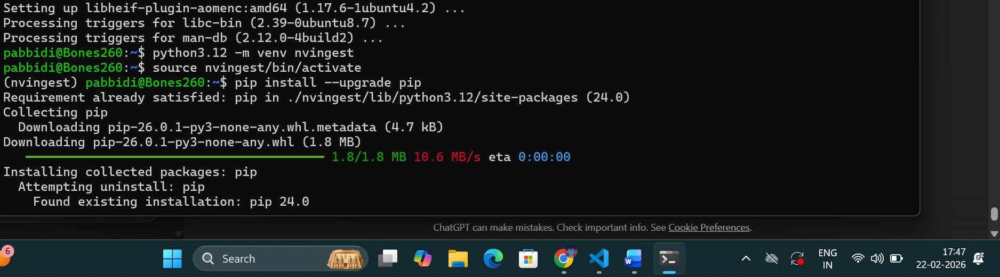 Setting up libheif-plugin-aomenc:amd64 (1.17.6-1ubuntu4.2) ...
Processing triggers for libc-bin (2.39-0ubuntu8.7) ...
Processing triggers for man-db (2.12.0-4build2) ...
pabbidi@Bones260:~$ python3.12 -m venv nvingest
pabbidi@Bones260:~$ source nvingest/bin/activate
(nvingest) pabbidi@Bones260:~$ pip install --upgrade pip
Requirement already satisfied: pip in ./nvingest/lib/python3.12/site-packages (24.0)
Collecting pip
  Downloading pip-26.0.1-py3-none-any.whl.metadata (4.7 kB)
Downloading pip-26.0.1-py3-none-any.whl (1.8 MB)
1.8/1.8 MB 10.6 MB/s eta 0:00:00
Installing collected packages: pip
  Attempting uninstall: pip
    Found existing installation: pip 24.0
ChatGPT can make mistakes. Check important info. See Cookie Preferences.
6
Search
W
ENG
IN
17:47
22-02-2026